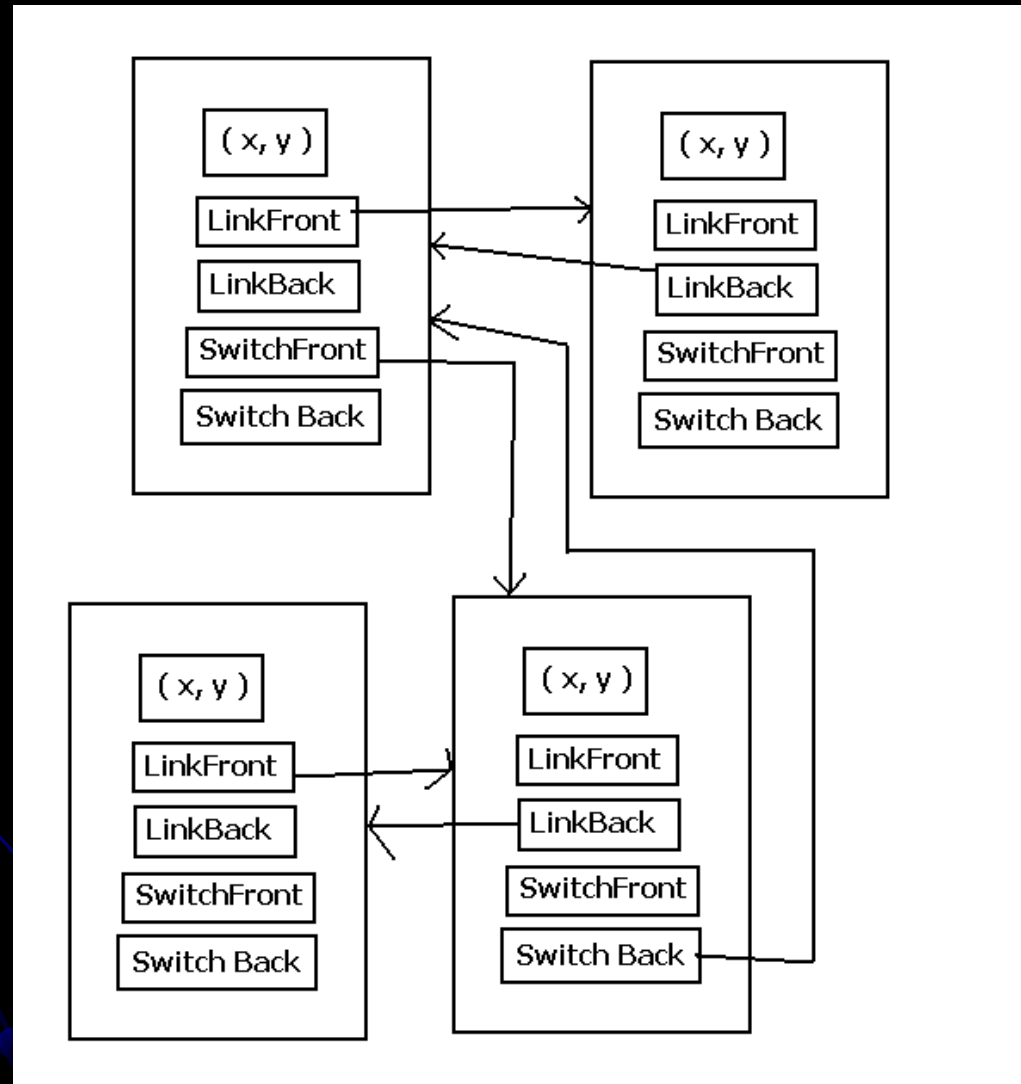 ( x, y )
LinkFront
LinkBack
SwitchFront
Switch Back
( x, y )
LinkFront
LinkBack
SwitchFront
Switch Back
( x, y )
LinkFront
LinkBack
SwitchFront
Switch Back
( x, y )
LinkFront
LinkBack
SwitchFront
Switch Back